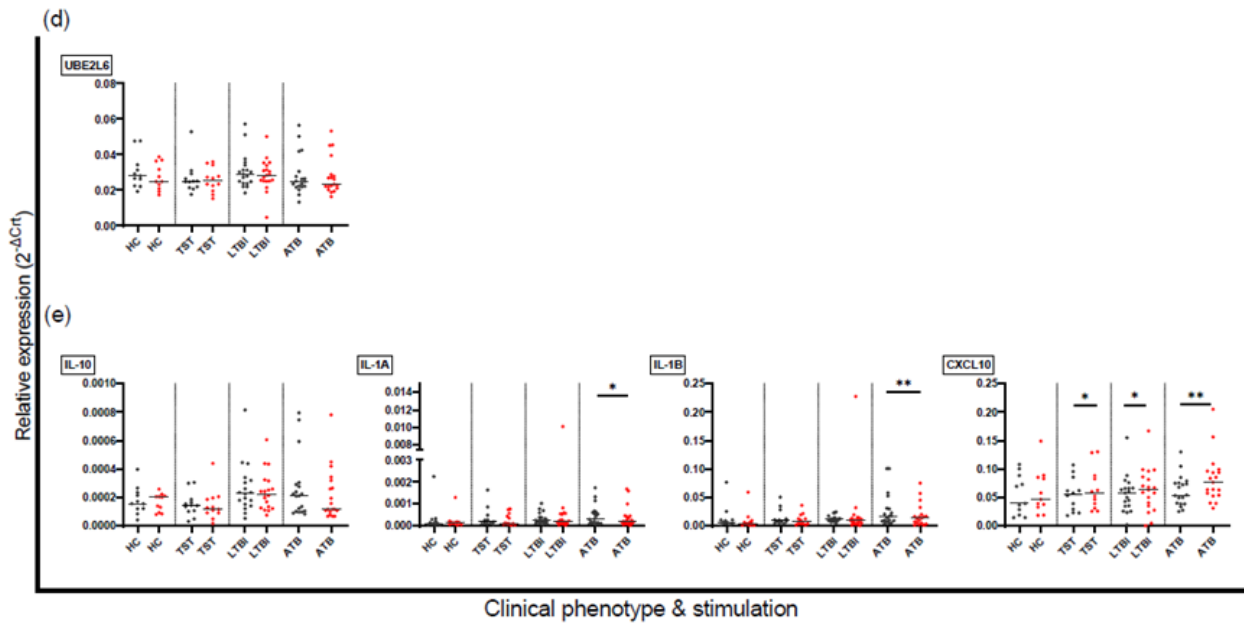 (d)
UBE2L6
0.08
0.06
0.04
0.02
0.00
HC HC TST TST LTBI LTBI ATB ATB
Relative expression (2^-ΔCrt)
(e)
IL-10
0.0010
0.0008
0.0006
0.0004
0.0002
0.0000
HC HC TST TST LTBI LTBI ATB ATB
IL-1A
0.014
0.012
0.010
0.008
0.003
0.002
0.001
0.000
*
HC HC TST TST LTBI LTBI ATB ATB
IL-1B
0.25
0.20
0.15
0.10
0.05
0.00
**
HC HC TST TST LTBI LTBI ATB ATB
CXCL10
0.25
0.20
0.15
0.10
0.05
0.00
* * **
HC HC TST TST LTBI LTBI ATB ATB
Clinical phenotype & stimulation